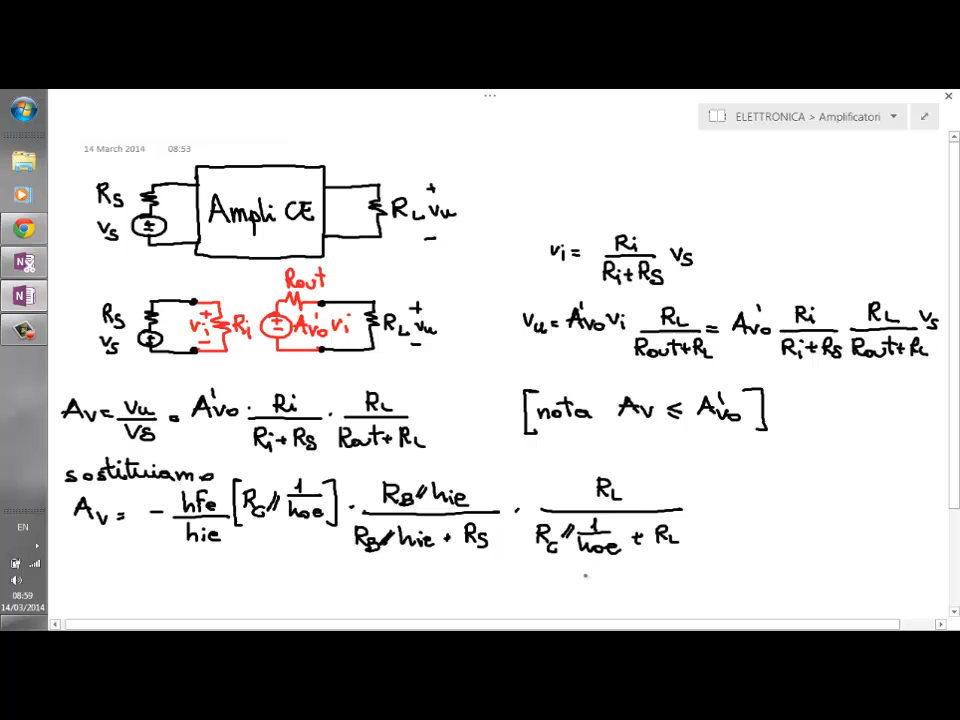 ELETTRONICA > Amplificatori
14 March 2014 08:53
RS
vS
Ampli CE
RL vu
+
−
vi = Ri / (Ri + RS) vS
Rout
RS
vS
vi
+
−
Ri
A'vo vi
RL vu
+
−
vu = A'vo vi RL / (Rout + RL) = A'vo Ri / (Ri + RS) RL / (Rout + RL) vS
Av = vu / vS = A'vo · Ri / (Ri + RS) · RL / (Rout + RL)
[nota Av ≤ A'vo]
sostituiamo
Av = − hfe / hie [RC // 1 / hoe] · RB // hie / (RB // hie + RS) · RL / (RC // 1 / hoe + RL)
EN
08:59
14/03/2014